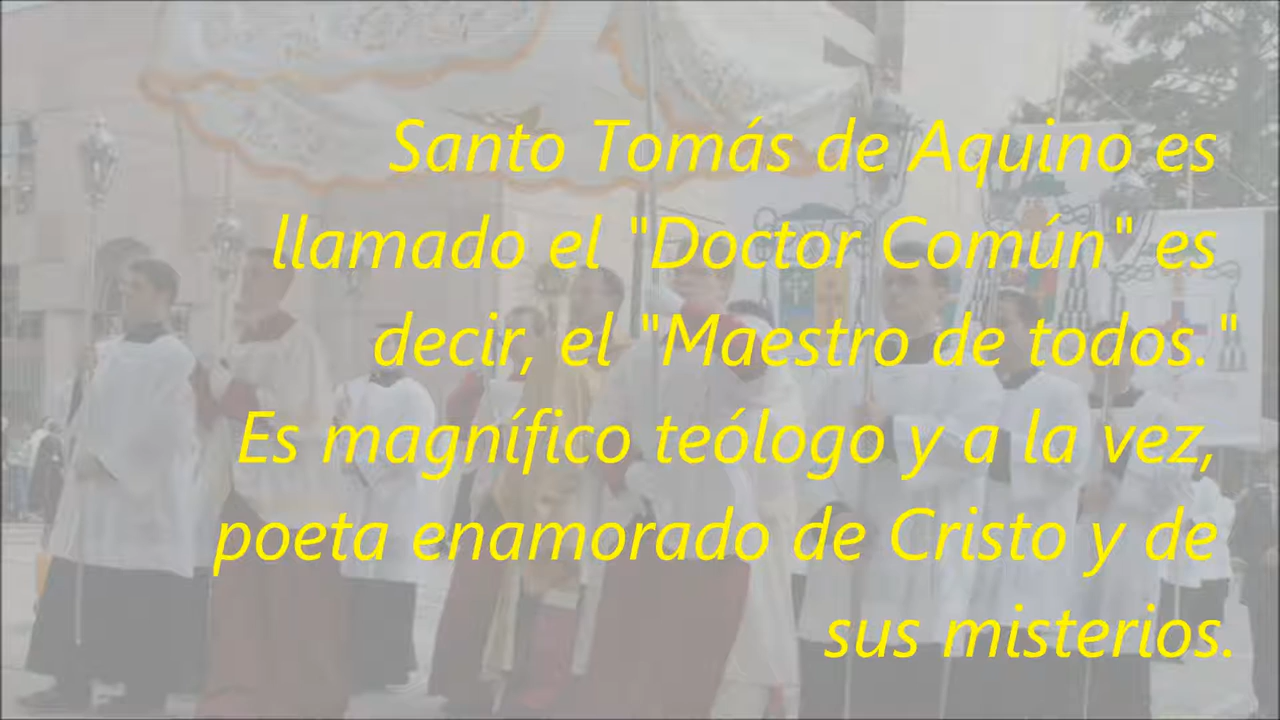 Santo Tomás de Aquino es
llamado el "Doctor Común" es
decir, el "Maestro de todos."
Es magnífico teólogo y a la vez,
poeta enamorado de Cristo y de
sus misterios.